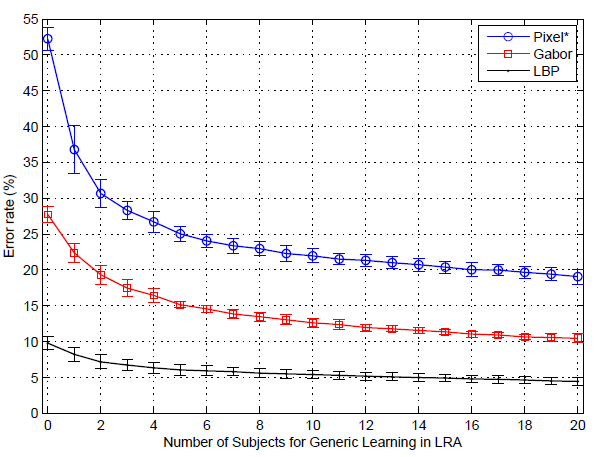 55
50
45
40
35
30
25
20
15
10
5
0
Error rate (%)
Pixel*
Gabor
LBP
0 2 4 6 8 10 12 14 16 18 20
Number of Subjects for Generic Learning in LRA